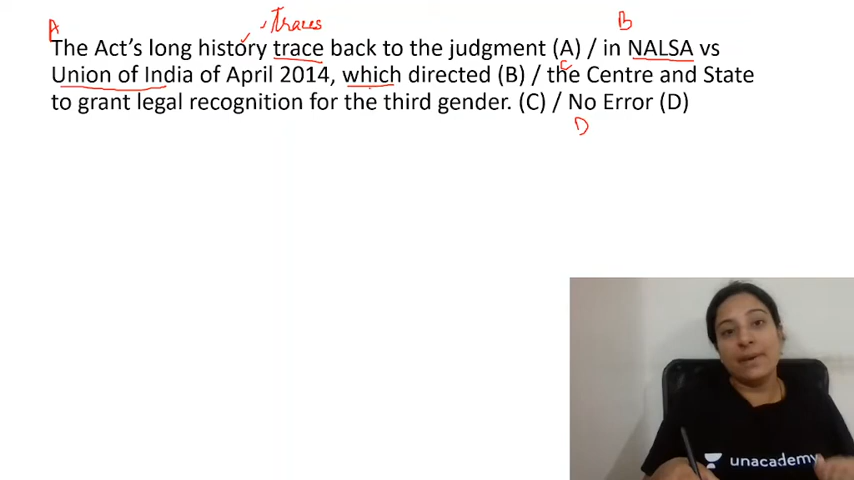 A
traces
B
The Act's long history trace back to the judgment (A) / in NALSA vs
C
Union of India of April 2014, which directed (B) / the Centre and State
to grant legal recognition for the third gender. (C) / No Error (D)
D
unacademy